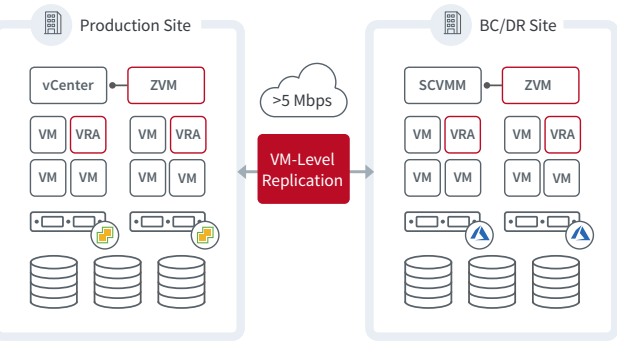 Production Site
vCenter
ZVM
VM
VRA
VM
VRA
VM
VM
VM
VM
>5 Mbps
VM-Level
Replication
BC/DR Site
SCVMM
ZVM
VM
VRA
VM
VRA
VM
VM
VM
VM